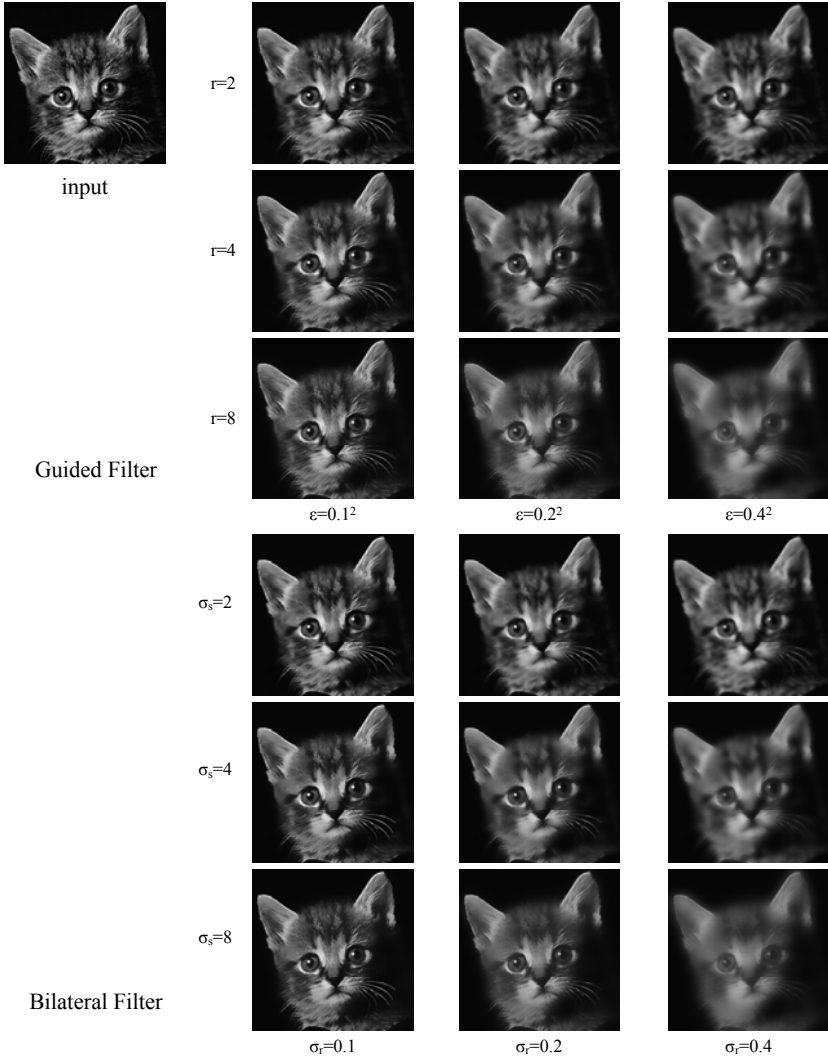 input
r=2
r=4
r=8
Guided Filter
ε=0.1² ε=0.2² ε=0.4²
σₛ=2
σₛ=4
σₛ=8
Bilateral Filter
σᵣ=0.1 σᵣ=0.2 σᵣ=0.4